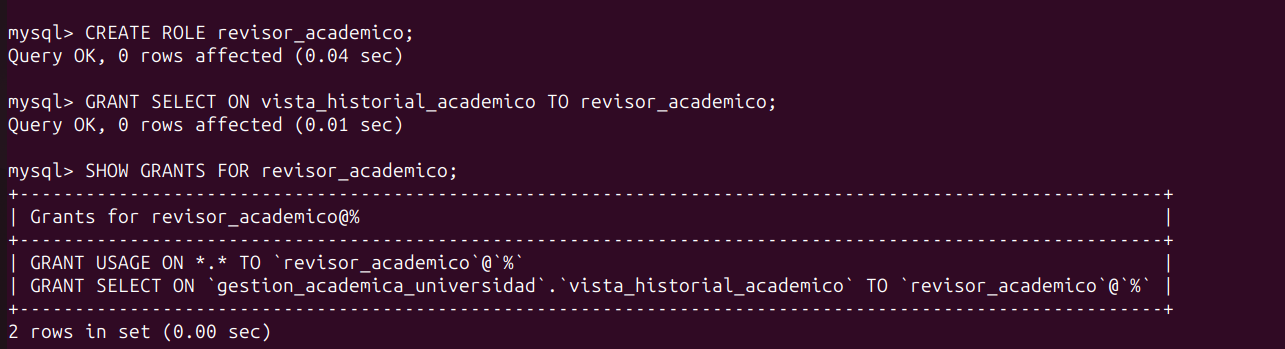 mysql> CREATE ROLE revisor_academico;
Query OK, 0 rows affected (0.04 sec)
mysql> GRANT SELECT ON vista_historial_academico TO revisor_academico;
Query OK, 0 rows affected (0.01 sec)
mysql> SHOW GRANTS FOR revisor_academico;
+---------------------------------------------------------------------------------------------------------+
| Grants for revisor_academico@%                                                                          |
+---------------------------------------------------------------------------------------------------------+
| GRANT USAGE ON *.* TO `revisor_academico`@`%`                                                           |
| GRANT SELECT ON `gestion_academica_universidad`.`vista_historial_academico` TO `revisor_academico`@`%` |
+---------------------------------------------------------------------------------------------------------+
2 rows in set (0.00 sec)